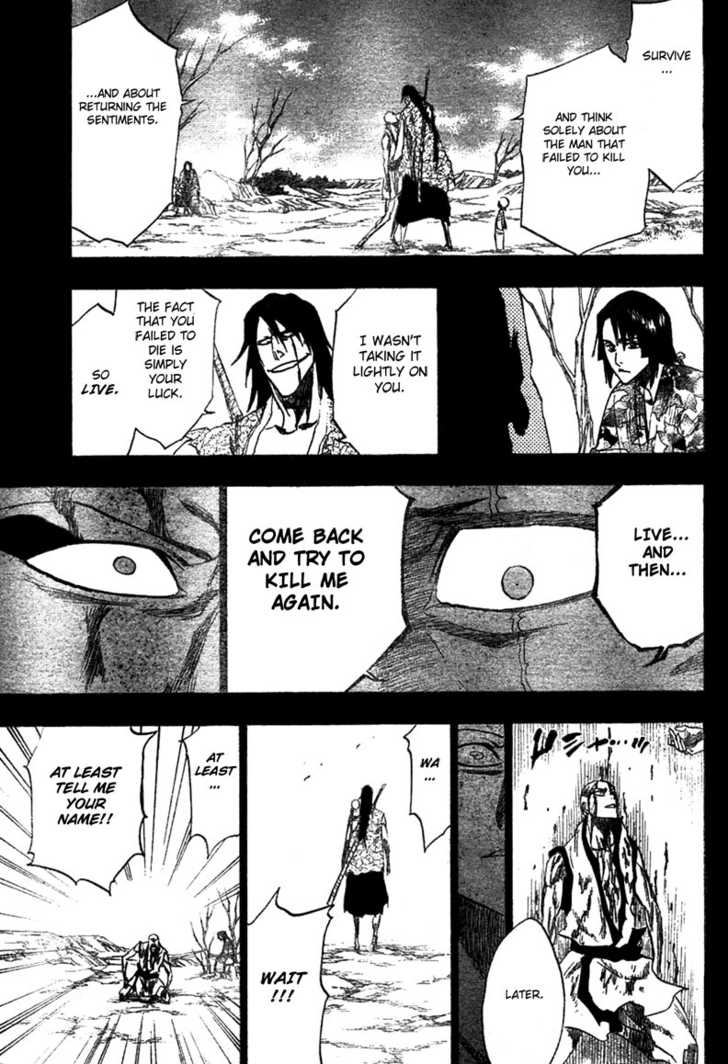 SURVIVE
...
AND THINK
SOLELY ABOUT
THE MAN THAT
FAILED TO KILL
YOU...
...AND ABOUT
RETURNING THE
SENTIMENTS.
I WASN'T
TAKING IT
LIGHTLY ON
YOU.
THE FACT
THAT YOU
FAILED TO
DIE IS
SIMPLY
YOUR
LUCK.
SO
LIVE.
LIVE...
AND
THEN...
COME BACK
AND TRY TO
KILL ME
AGAIN.
ドシャ...
LATER.
WA
...
WAIT
!!!
AT
LEAST
...
AT LEAST
TELL ME
YOUR
NAME!!